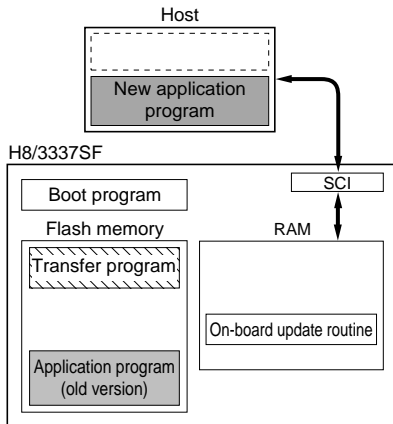 Host
New application
program
H8/3337SF
SCI
Boot program
Flash memory
RAM
Transfer program
On-board update routine
Application program
(old version)